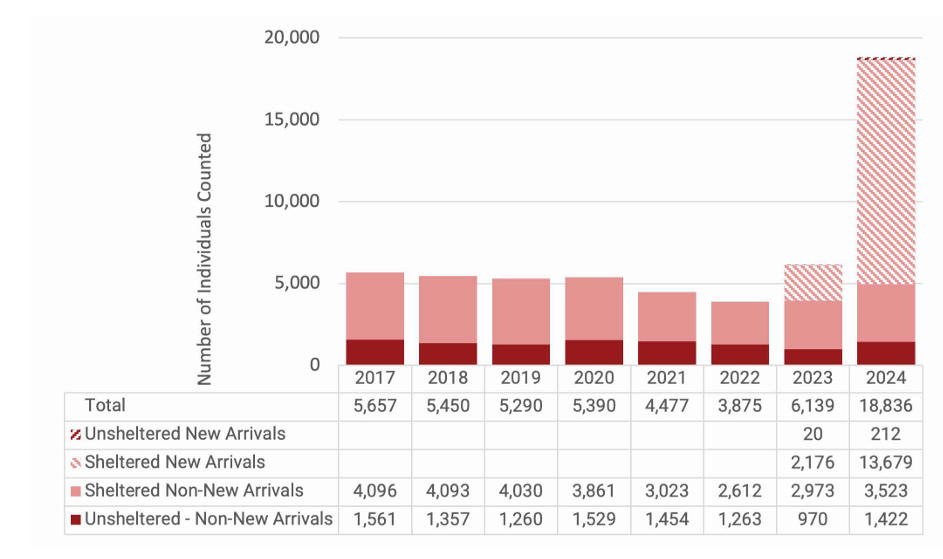 20,000
15,000
10,000
5,000
0
Number of Individuals Counted
2017 2018 2019 2020 2021 2022 2023 2024
Total 5,657 5,450 5,290 5,390 4,477 3,875 6,139 18,836
Unsheltered New Arrivals 20 212
Sheltered New Arrivals 2,176 13,679
Sheltered Non-New Arrivals 4,096 4,093 4,030 3,861 3,023 2,612 2,973 3,523
Unsheltered - Non-New Arrivals 1,561 1,357 1,260 1,529 1,454 1,263 970 1,422